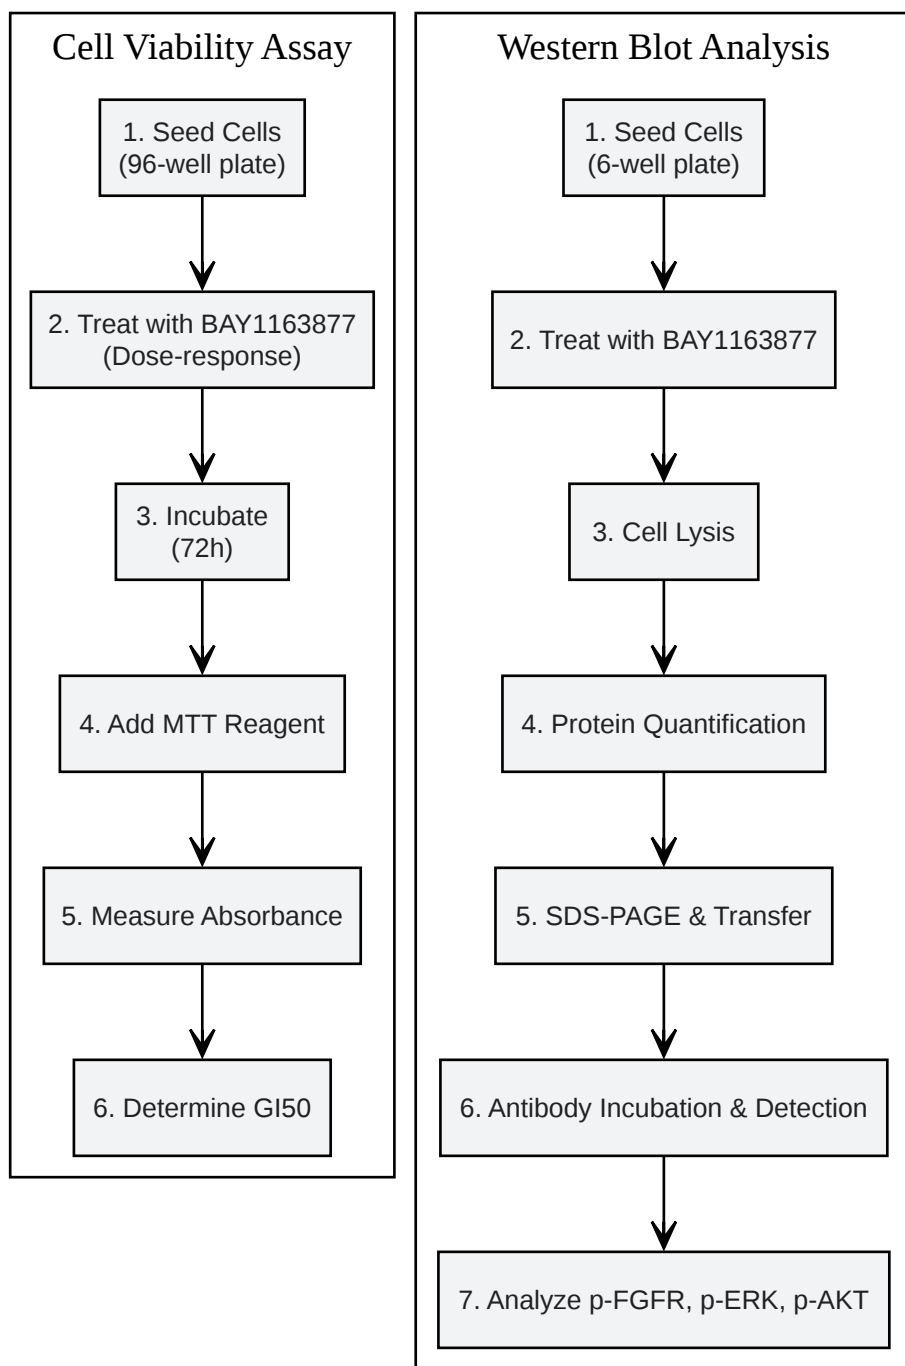 Cell Viability Assay
1. Seed Cells
(96-well plate)
2. Treat with BAY1163877
(Dose-response)
3. Incubate
(72h)
4. Add MTT Reagent
5. Measure Absorbance
6. Determine GI50
Western Blot Analysis
1. Seed Cells
(6-well plate)
2. Treat with BAY1163877
3. Cell Lysis
4. Protein Quantification
5. SDS-PAGE & Transfer
6. Antibody Incubation & Detection
7. Analyze p-FGFR, p-ERK, p-AKT